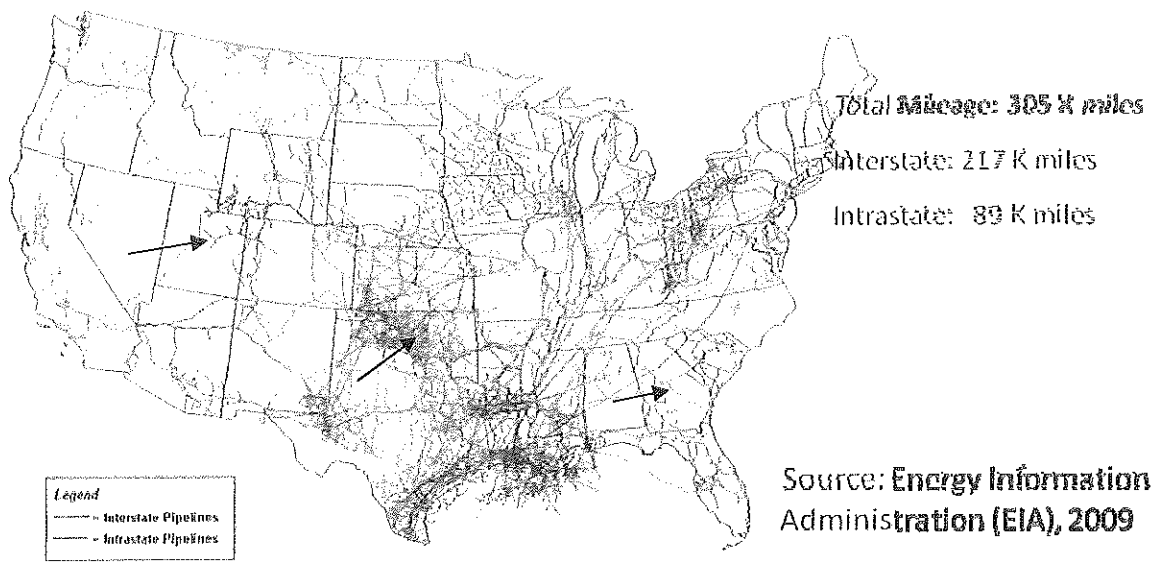 Total Mileage: 305 K miles
Interstate: 217 K miles
Intrastate: 89 K miles
Legend
= Interstate Pipelines
= Intrastate Pipelines
Source: Energy Information
Administration (EIA), 2009